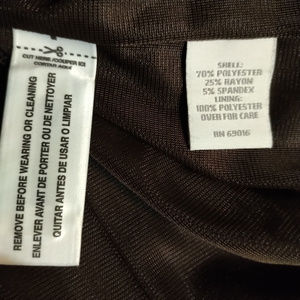 CUT HERE /COUPER ICI
CORTAR AQUI
REMOVE BEFORE WEARING OR CLEANING
ENLEVER AVANT DE PORTER OU DE NETTOYER
QUITAR ANTES DE USAR O LIMPIAR
SHELL:
70% POLYESTER
25% RAYON
5% SPANDEX
LINING:
100% POLYESTER
OVER FOR CARE
RN 69016